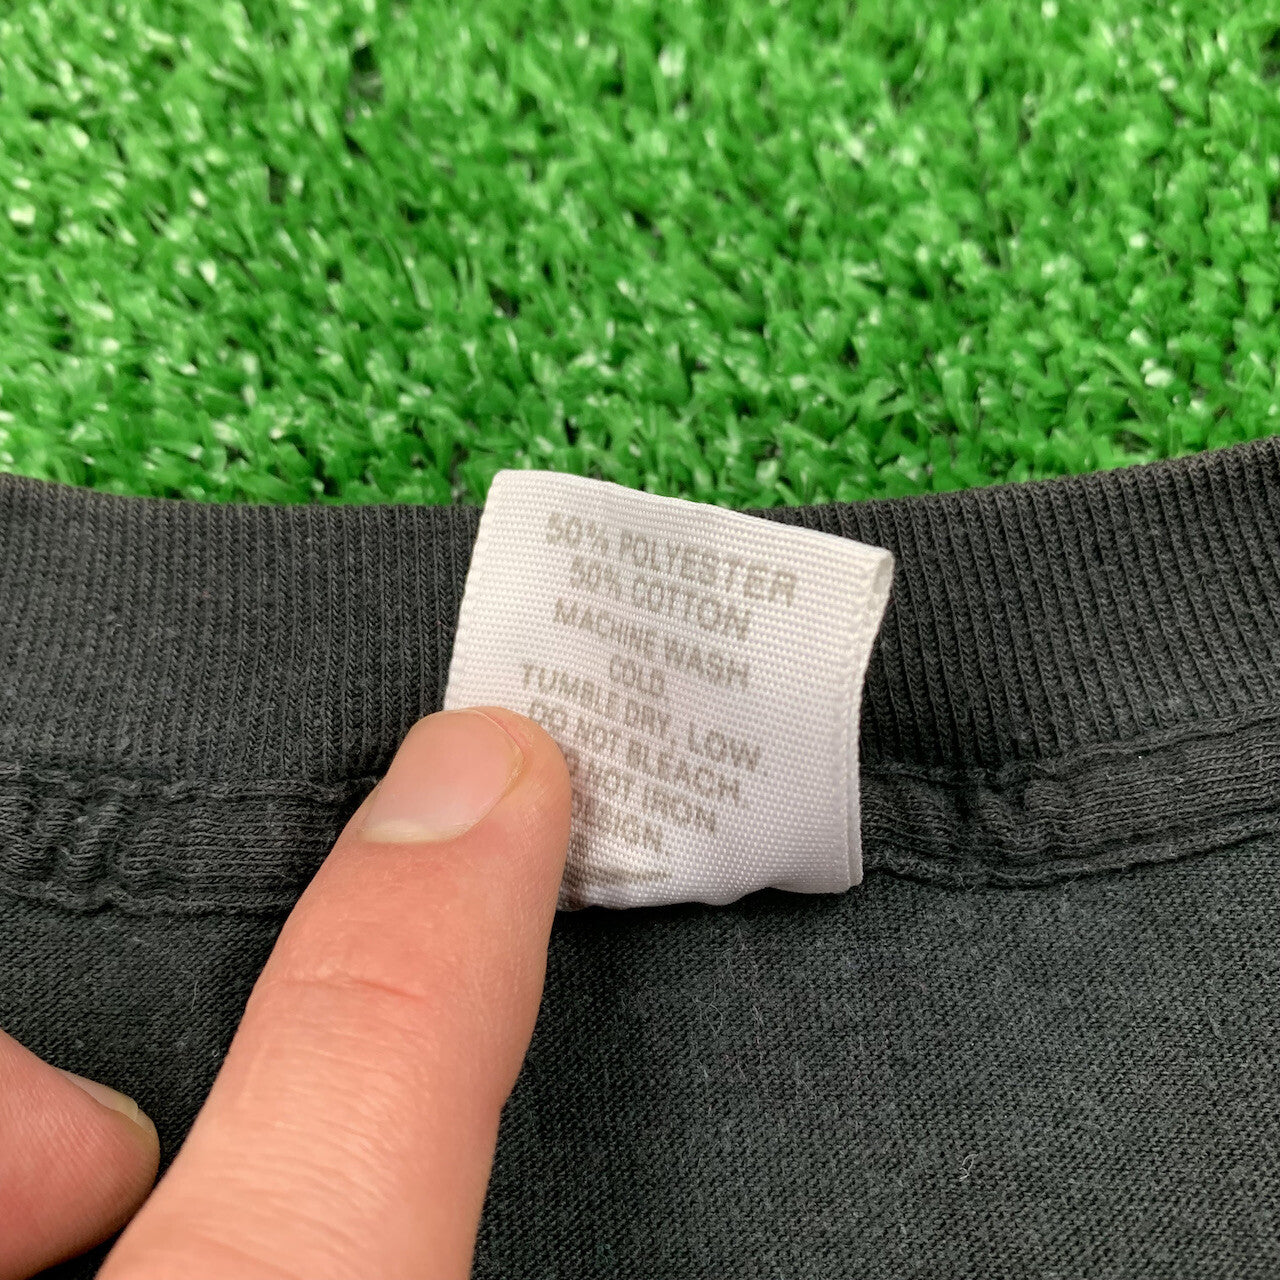 50% POLYESTER
50% COTTON
MACHINE WASH
COLD
TUMBLE DRY, LOW.
DO NOT BLEACH
NOT IRON